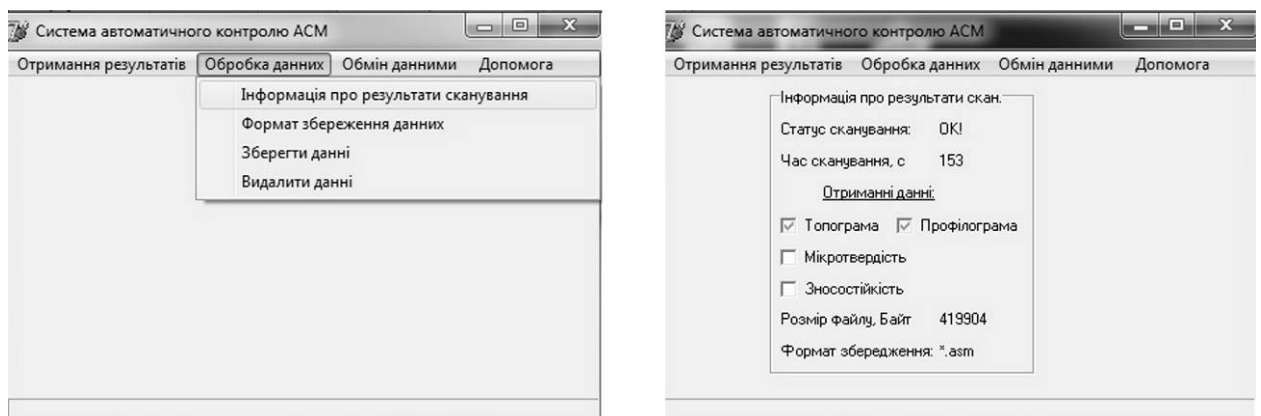 Система автоматичного контролю АСМ
Отримання результатів Обробка данних Обмін данними Допомога
Інформація про результати сканування
Формат збереження данних
Зберегти данні
Видалити данні
Система автоматичного контролю АСМ
Отримання результатів Обробка данних Обмін данними Допомога
Інформація про результати скан.
Статус сканування: OK!
Час сканування, с 153
Отриманні данні:
Топограма Профілограма
Мікротвердість
Зносостійкість
Розмір файлу, Байт 419904
Формат збередження: *.asm